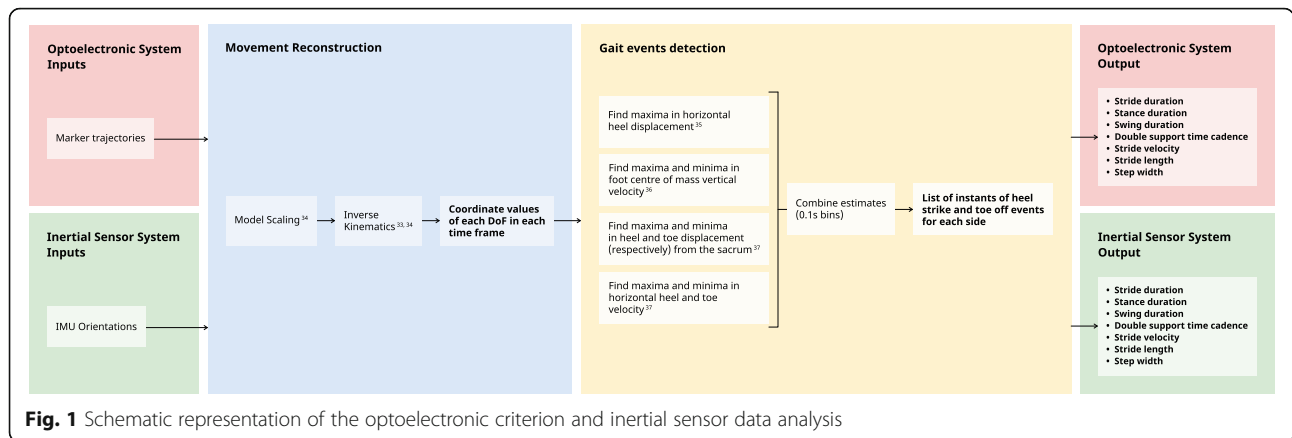 Optoelectronic System
Inputs
Marker trajectories
Inertial Sensor System
Inputs
IMU Orientations
Movement Reconstruction
Model Scaling 34
Inverse
Kinematics 33, 34
Coordinate values
of each DoF in each
time frame
Gait events detection
Find maxima in horizontal
heel displacement 35
Find maxima and minima in
foot centre of mass vertical
velocity 36
Find maxima and minima
in heel and toe displacement
(respectively) from the sacrum 37
Find maxima and minima in
horizontal heel and toe
velocity 37
Combine estimates
(0.1s bins)
List of instants of heel
strike and toe off events
for each side
Optoelectronic System
Output
• Stride duration
• Stance duration
• Swing duration
• Double support time cadence
• Stride velocity
• Stride length
• Step width
Inertial Sensor System
Output
• Stride duration
• Stance duration
• Swing duration
• Double support time cadence
• Stride velocity
• Stride length
• Step width
Fig. 1 Schematic representation of the optoelectronic criterion and inertial sensor data analysis